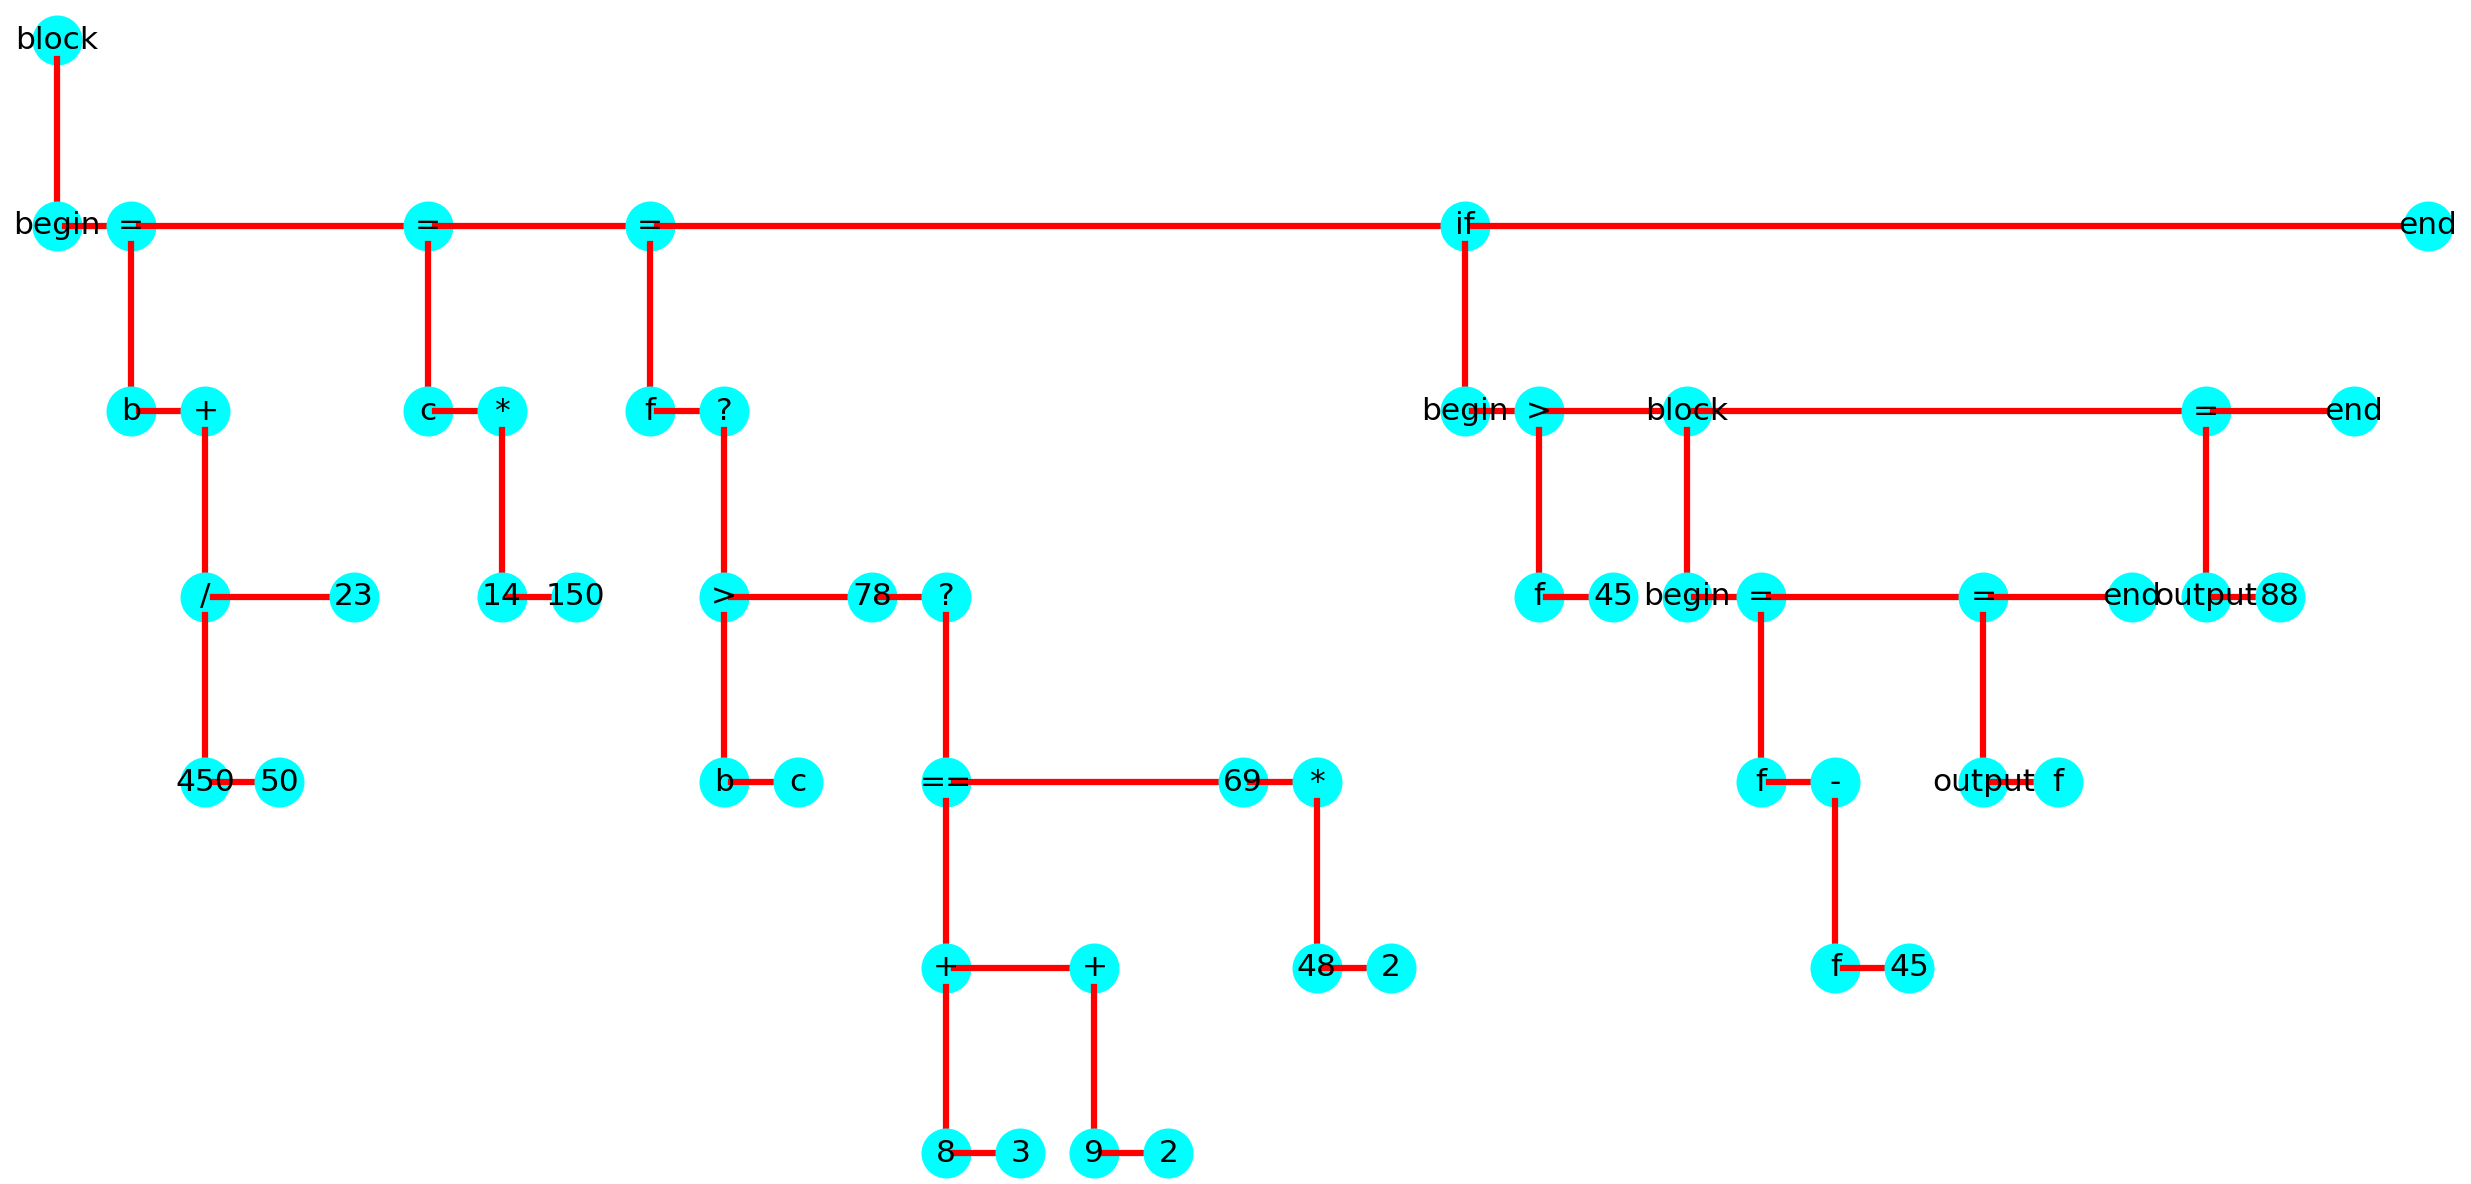 block
begin = = = if end
b + c * f ? begin > block = end
/ 23 14 150 > 78 ? f 45 begin = = end output 88
450 50 b c == 69 * f - output f
+ + 48 2 f 45
8 3 9 2